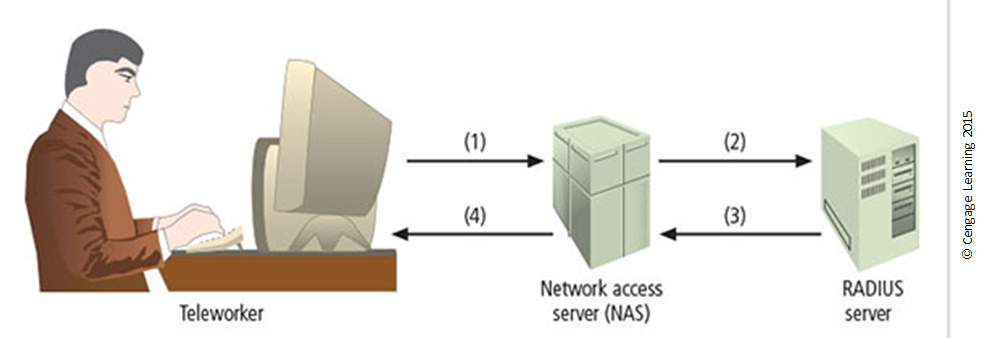 (1)
(2)
(4)
(3)
Teleworker
Network access
server (NAS)
RADIUS
server
© Cengage Learning 2015